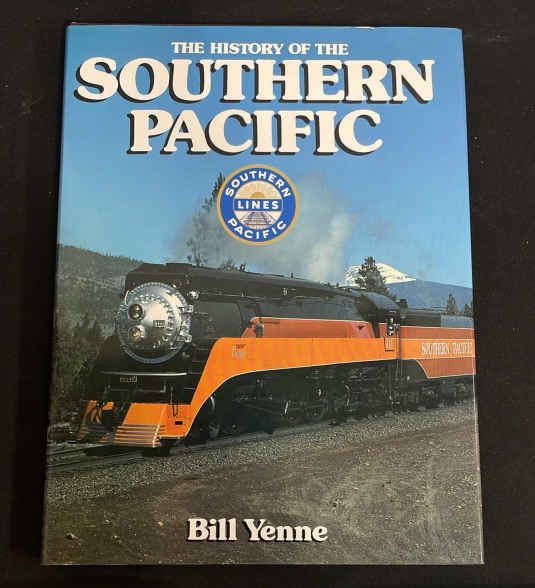 THE HISTORY OF THE
SOUTHERN
PACIFIC
SOUTHERN
LINES
PACIFIC
SOUTHERN PACIFIC
Bill Yenne